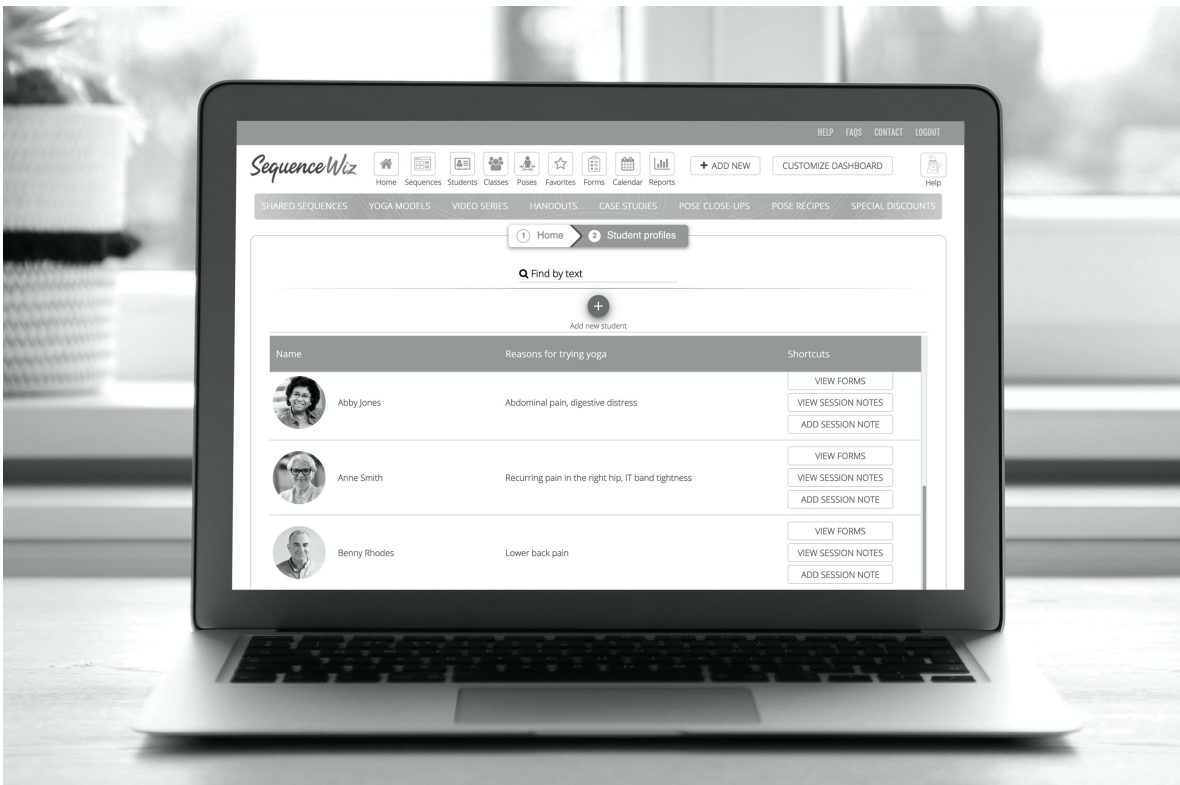 HELP FAQS CONTACT LOGOUT
SequenceWiz
+ ADD NEW CUSTOMIZE DASHBOARD
Home Sequences Students Classes Poses Favorites Forms Calendar Reports Help
SHARED SEQUENCES YOGA MODELS VIDEO SERIES HANDOUTS CASE STUDIES POSE CLOSE-UPS POSE RECIPES SPECIAL DISCOUNTS
1 Home 2 Student profiles
Find by text
+
Add new student
Name Reasons for trying yoga Shortcuts
VIEW FORMS
Abby Jones Abdominal pain, digestive distress VIEW SESSION NOTES
ADD SESSION NOTE
VIEW FORMS
Anne Smith Recurring pain in the right hip, IT band tightness VIEW SESSION NOTES
ADD SESSION NOTE
VIEW FORMS
Benny Rhodes Lower back pain VIEW SESSION NOTES
ADD SESSION NOTE